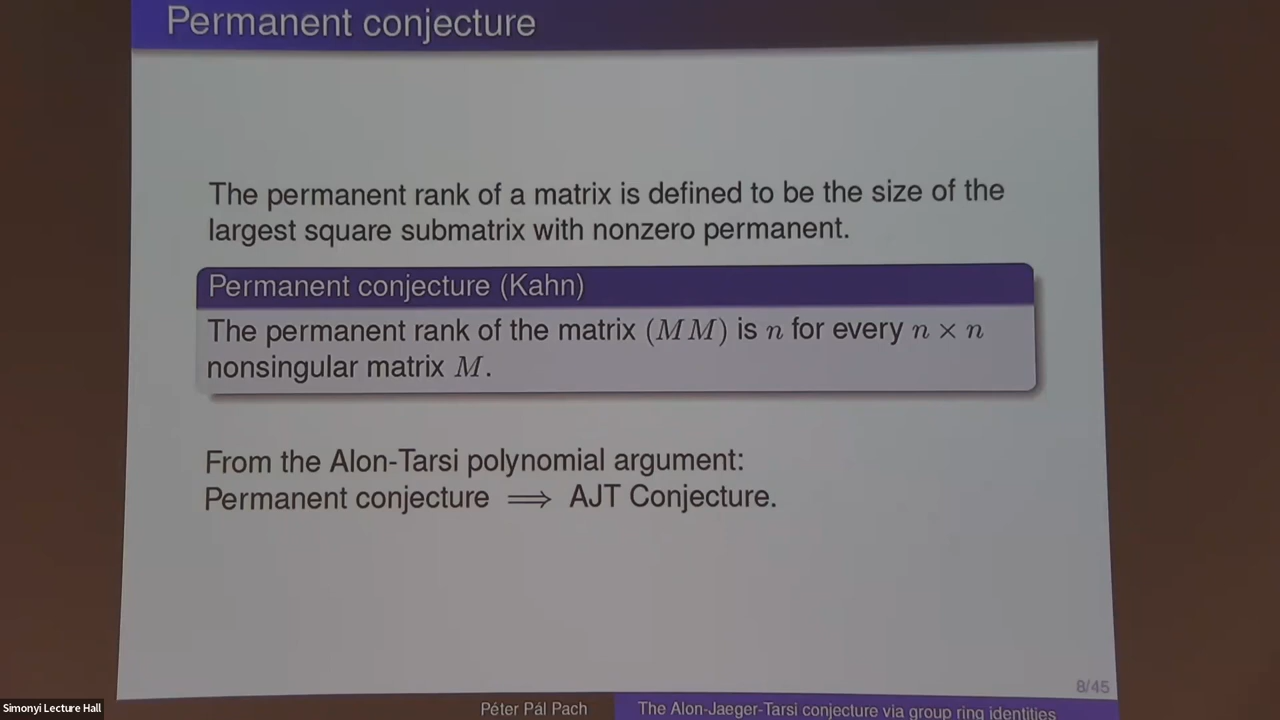 Permanent conjecture
The permanent rank of a matrix is defined to be the size of the
largest square submatrix with nonzero permanent.
Permanent conjecture (Kahn)
The permanent rank of the matrix (MM) is n for every n × n
nonsingular matrix M.
From the Alon-Tarsi polynomial argument:
Permanent conjecture ⟹ AJT Conjecture.
8/45
Simonyi Lecture Hall
Péter Pál Pach
The Alon-Jaeger-Tarsi conjecture via group ring identities